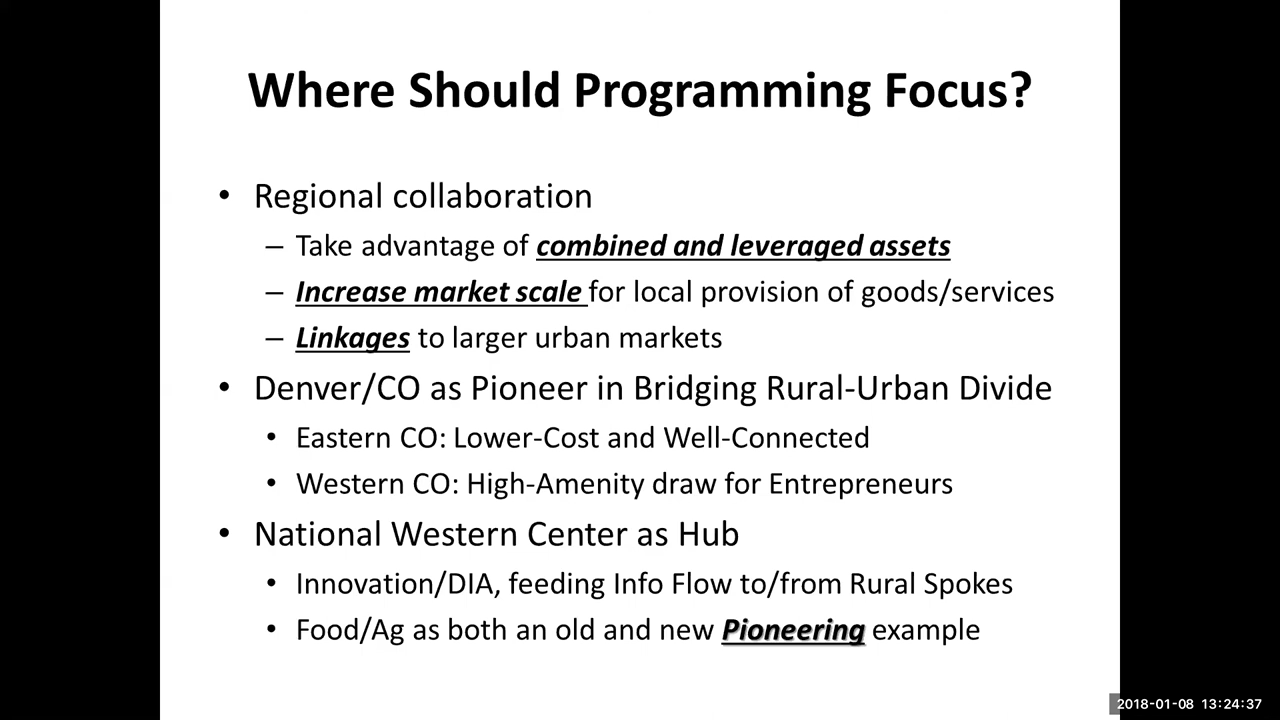 Where Should Programming Focus?
• Regional collaboration
– Take advantage of combined and leveraged assets
– Increase market scale for local provision of goods/services
– Linkages to larger urban markets
• Denver/CO as Pioneer in Bridging Rural-Urban Divide
• Eastern CO: Lower-Cost and Well-Connected
• Western CO: High-Amenity draw for Entrepreneurs
• National Western Center as Hub
• Innovation/DIA, feeding Info Flow to/from Rural Spokes
• Food/Ag as both an old and new Pioneering example
2018-01-08 13:24:37